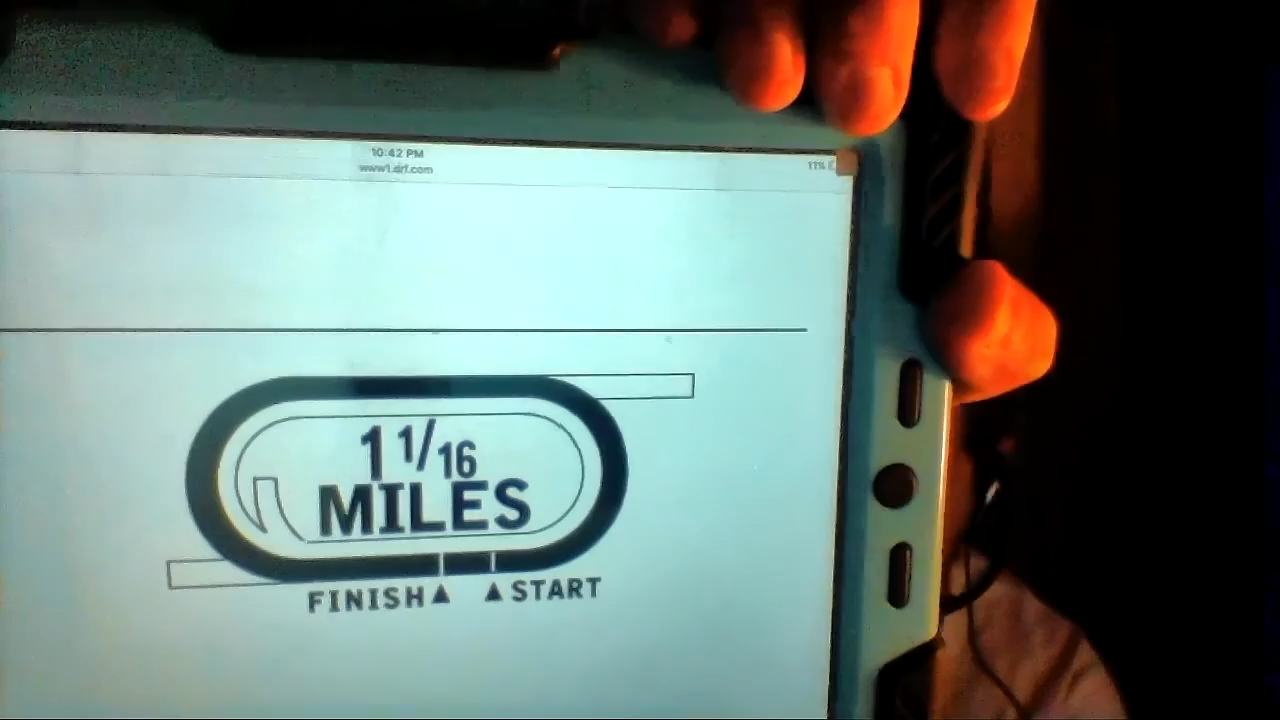 10:42 PM
11%
www1.drf.com
1 1/16
MILES
FINISH▲ ▲START